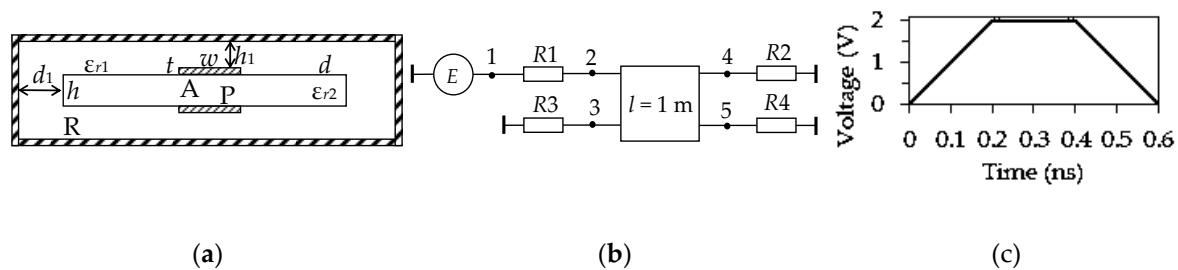 d1
εr1
t
w
h1
d
h
A
P
εr2
R
E
1
R1
2
4
R2
R3
3
l = 1 m
5
R4
Voltage (V)
2
1
0
0 0.1 0.2 0.3 0.4 0.5 0.6
Time (ns)
(a) (b) (c)